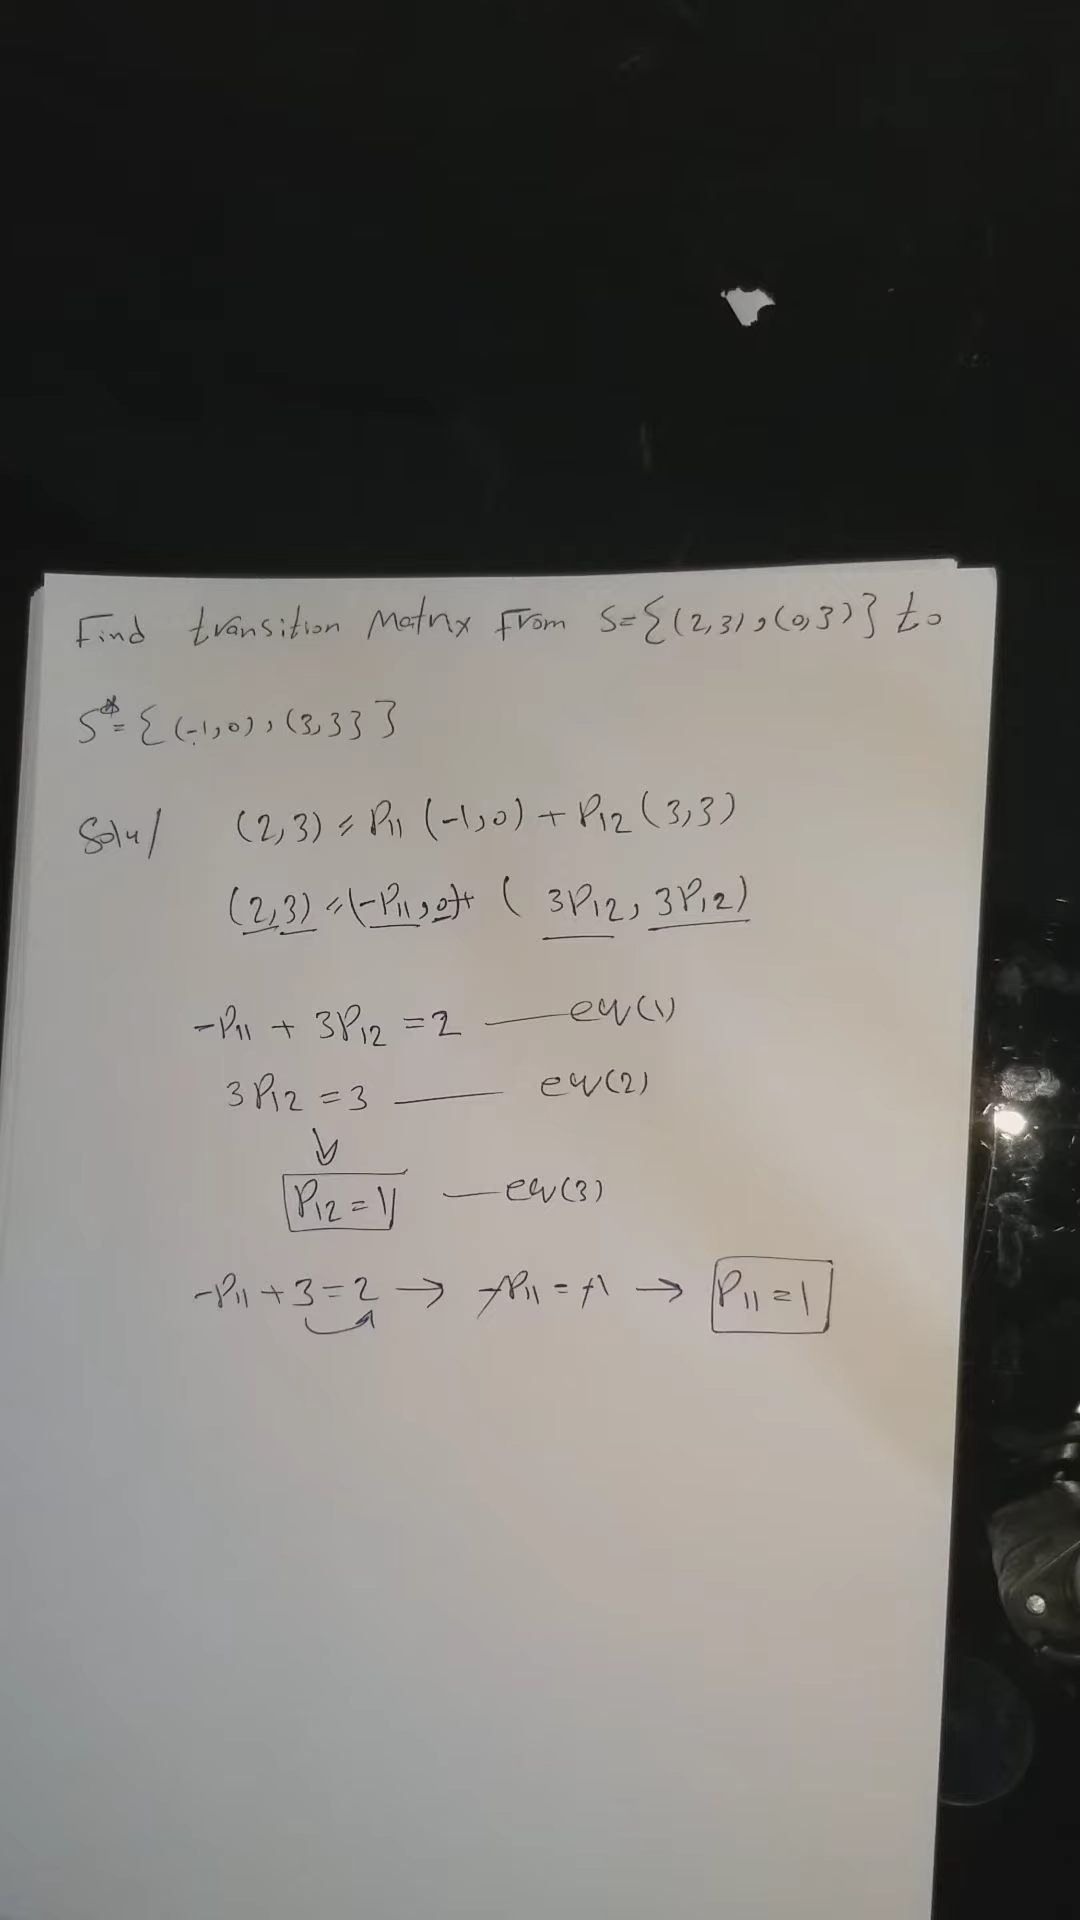 Find transition Matrix From S={(2,3),(0,3)} to
S*={(-1,0),(3,3}}
Solu/ (2,3) = P11 (-1,0) + P12 (3,3)
(2,3) = (-P11,0)+ ( 3P12, 3P12)
-P11 + 3P12 = 2 — eq(1)
3P12 = 3 — eq(2)
↓
P12 = 1 — eq(3)
-P11 + 3 = 2 → -P11 = -1 → P11 = 1